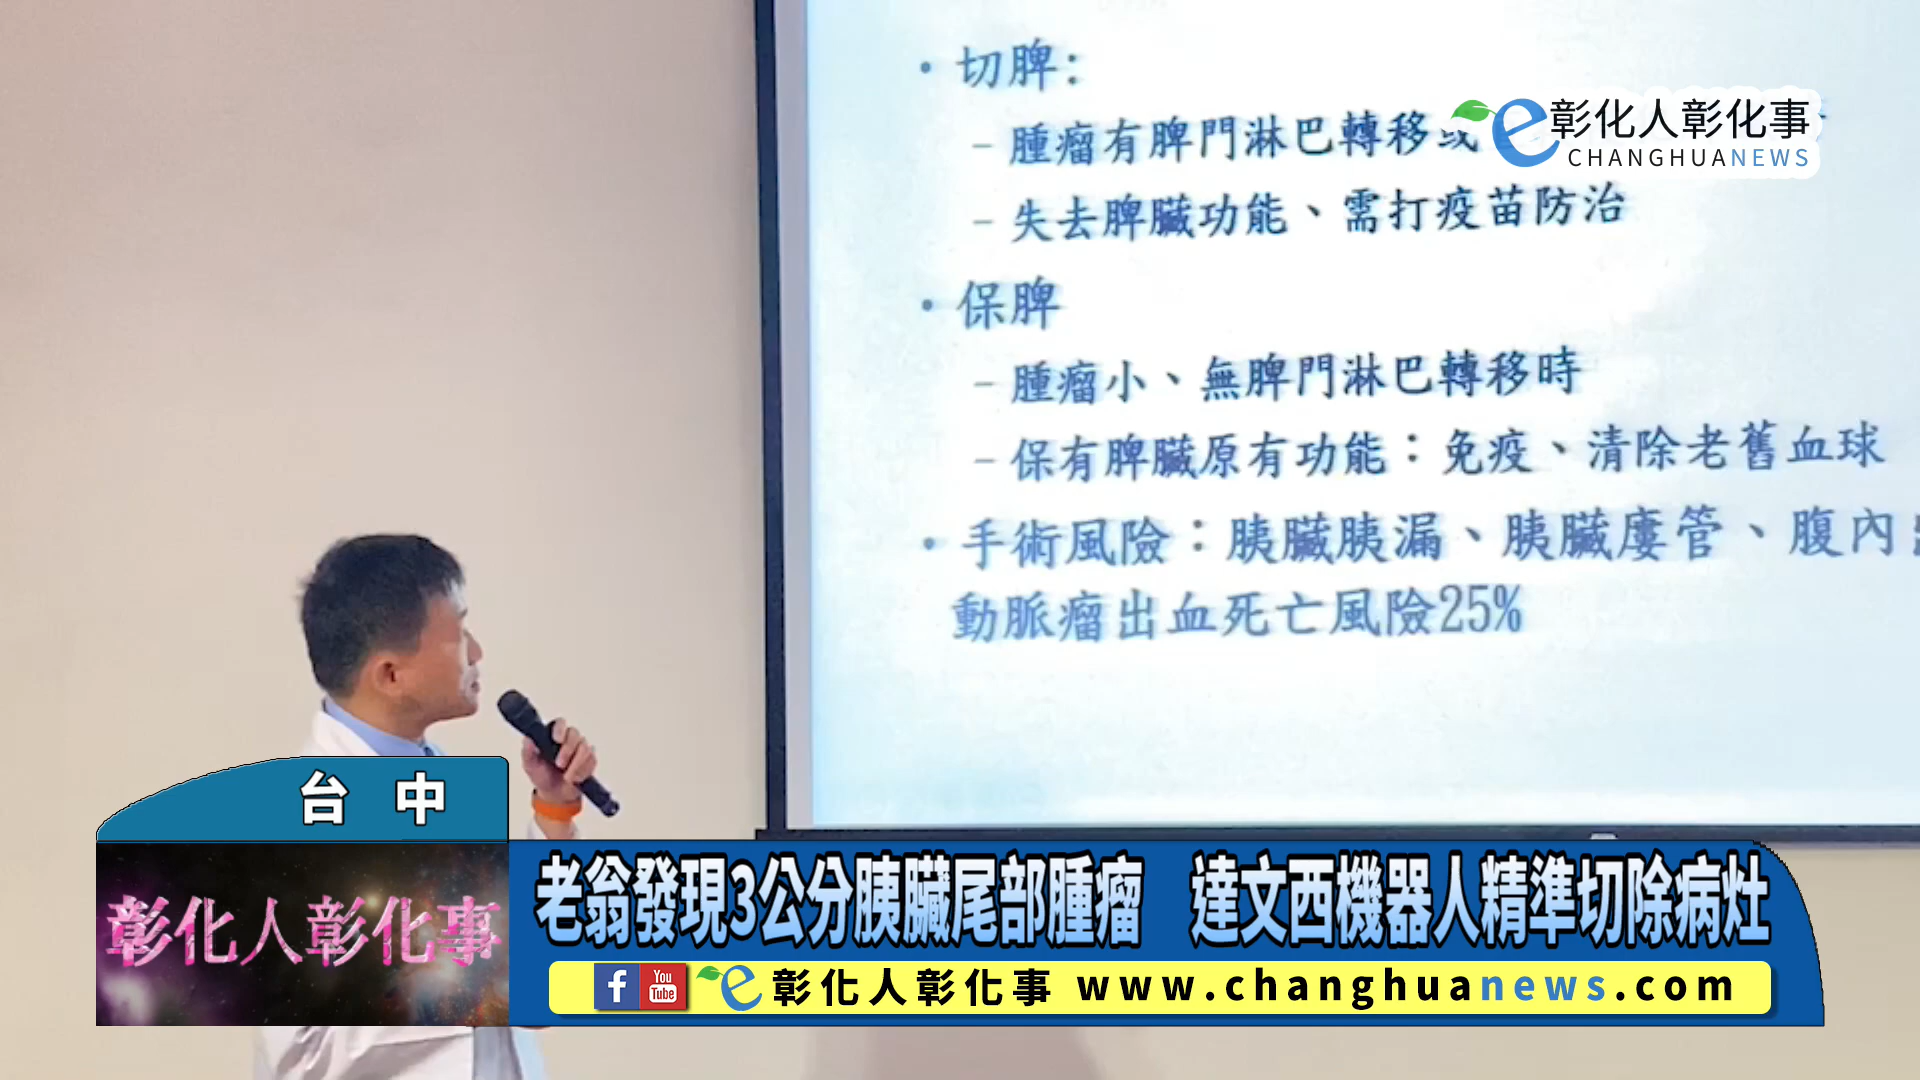 • 切脾:
– 腫瘤有脾門淋巴轉移或
彰化人彰化事
CHANGHUANEWS
– 失去脾臟功能、需打疫苗防治
• 保脾
– 腫瘤小、無脾門淋巴轉移時
– 保有脾臟原有功能：免疫、清除老舊血球
• 手術風險：胰臟胰漏、胰臟廔管、腹內
動脈瘤出血死亡風險25%
台 中
彰化人彰化事
老翁發現3公分胰臟尾部腫瘤 達文西機器人精準切除病灶
f You Tube e 彰化人彰化事 www.changhuanews.com